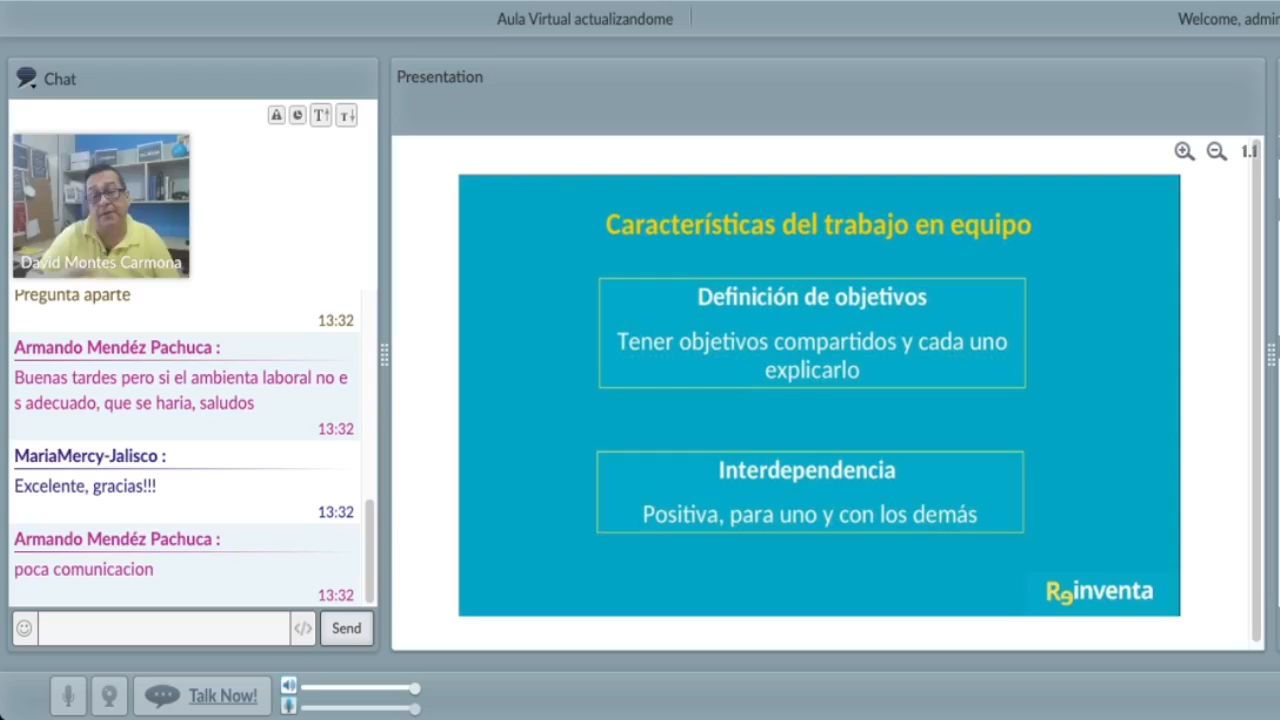 Aula Virtual actualizandome
Welcome, admin
Chat
David Montes Carmona
Pregunta aparte
13:32
Armando Mendéz Pachuca :
Buenas tardes pero si el ambienta laboral no e
s adecuado, que se haria, saludos
13:32
MariaMercy-Jalisco :
Excelente, gracias!!!
13:32
Armando Mendéz Pachuca :
poca comunicacion
13:32
Send
Talk Now!
Presentation
1.1
Características del trabajo en equipo
Definición de objetivos
Tener objetivos compartidos y cada uno
explicarlo
Interdependencia
Positiva, para uno y con los demás
Reinventa